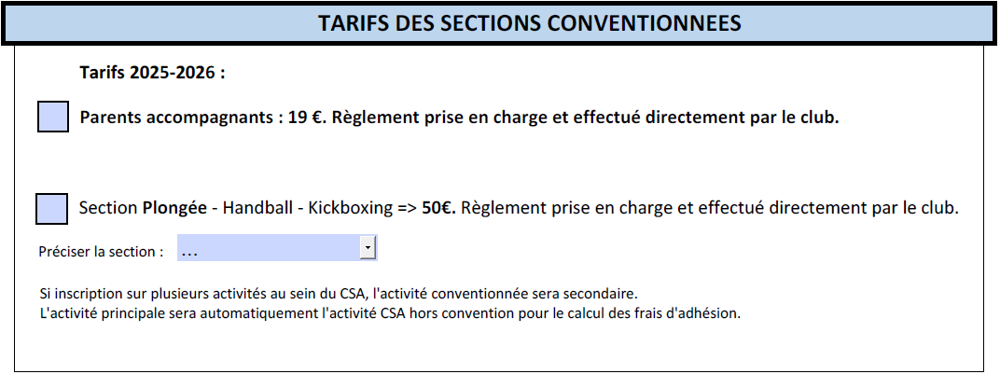 TARIFS DES SECTIONS CONVENTIONNEES
Tarifs 2025-2026 :
Parents accompagnants : 19 €. Règlement prise en charge et effectué directement par le club.
Section Plongée - Handball - Kickboxing => 50€. Règlement prise en charge et effectué directement par le club.
Préciser la section : ...
Si inscription sur plusieurs activités au sein du CSA, l'activité conventionnée sera secondaire.
L'activité principale sera automatiquement l'activité CSA hors convention pour le calcul des frais d'adhésion.